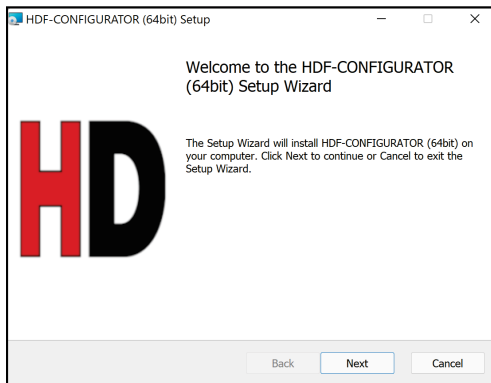 HDF-CONFIGURATOR (64bit) Setup
Welcome to the HDF-CONFIGURATOR
(64bit) Setup Wizard
HD
The Setup Wizard will install HDF-CONFIGURATOR (64bit) on
your computer. Click Next to continue or Cancel to exit the
Setup Wizard.
Back Next Cancel